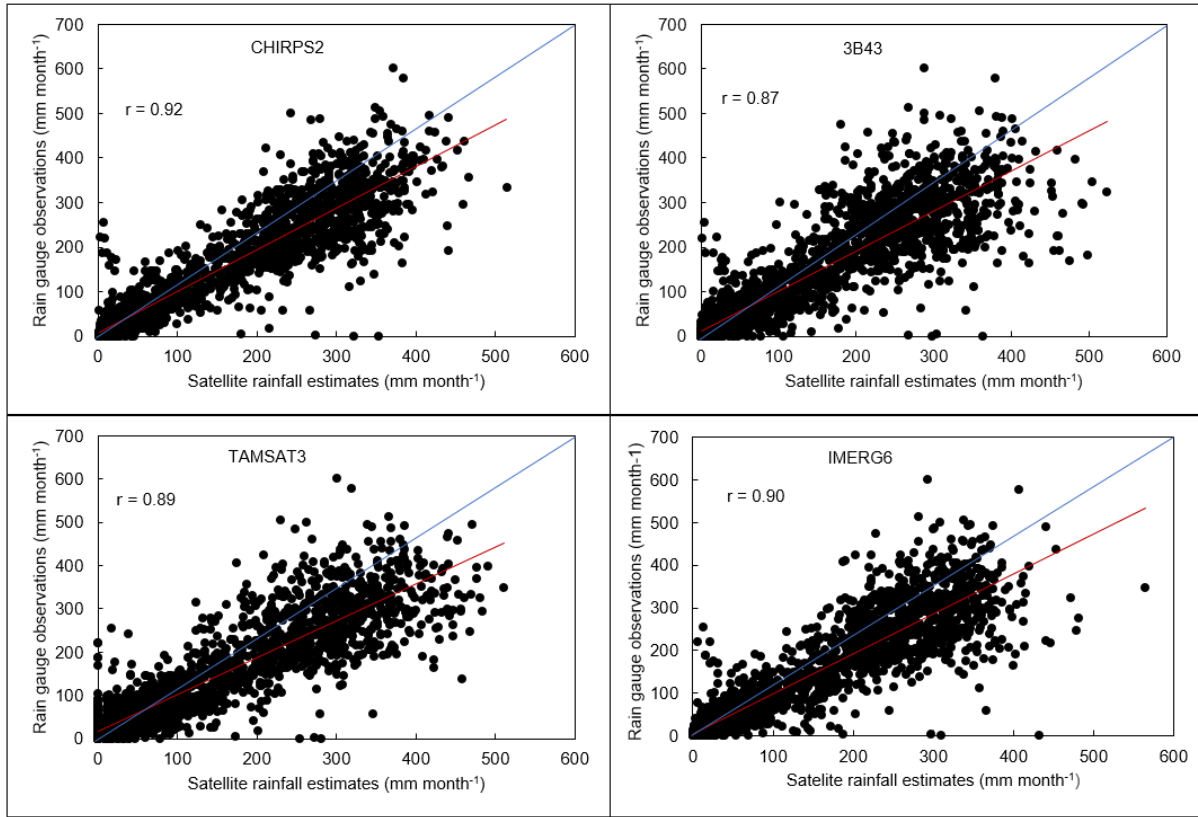 CHIRPS2
r = 0.92
Rain gauge observations (mm month-1)
700
600
500
400
300
200
100
0
0 100 200 300 400 500 600
Satellite rainfall estimates (mm month-1)
3B43
r = 0.87
Rain gauge observations (mm month-1)
700
600
500
400
300
200
100
0
0 100 200 300 400 500 600
Satellite rainfall estimates (mm month-1)
TAMSAT3
r = 0.89
Rain gauge observations (mm month-1)
700
600
500
400
300
200
100
0
0 100 200 300 400 500 600
Satellite rainfall estimates (mm month-1)
IMERG6
r = 0.90
Rain gauge observations (mm month-1)
700
600
500
400
300
200
100
0
0 100 200 300 400 500 600
Satellite rainfall estimates (mm month-1)